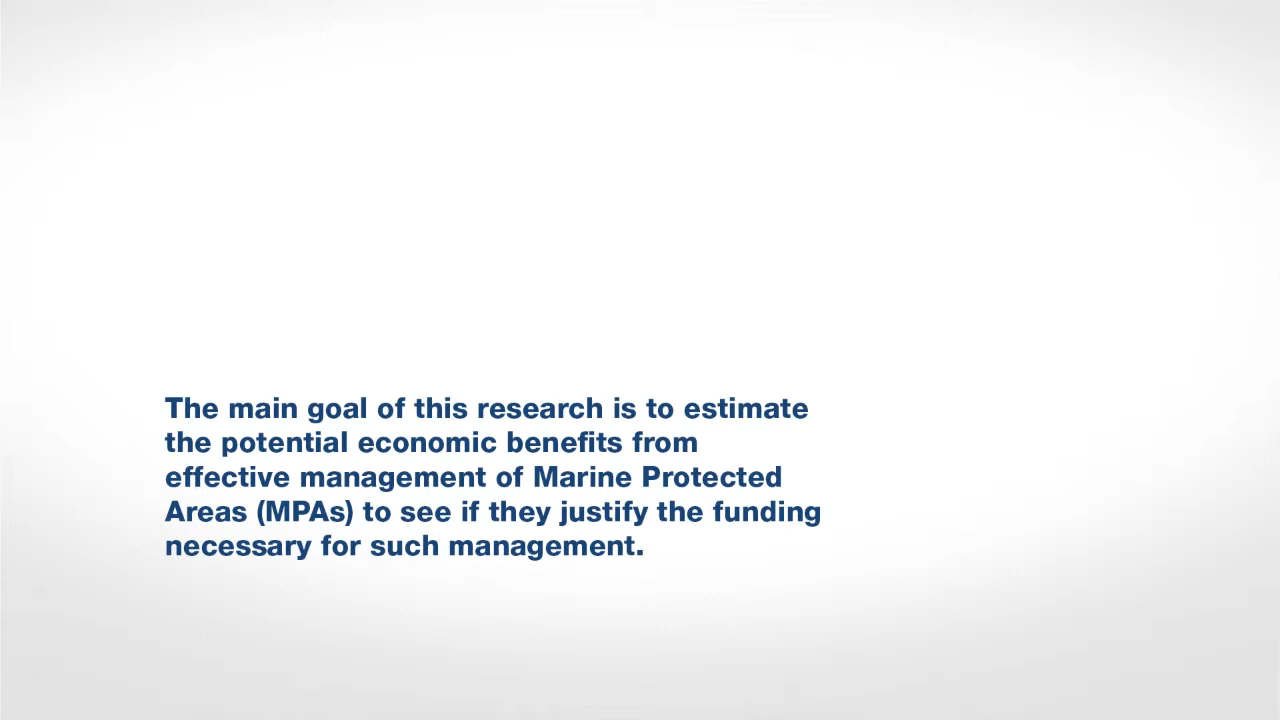 The main goal of this research is to estimate
the potential economic benefits from
effective management of Marine Protected
Areas (MPAs) to see if they justify the funding
necessary for such management.